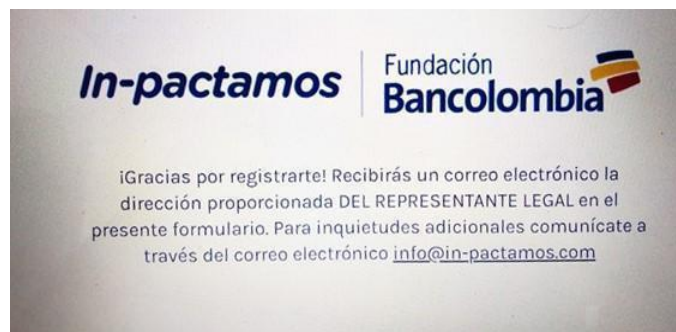 In-pactamos
Fundación
Bancolombia
¡Gracias por registrarte! Recibirás un correo electrónico la
dirección proporcionada DEL REPRESENTANTE LEGAL en el
presente formulario. Para inquietudes adicionales comunícate a
través del correo electrónico info@in-pactamos.com